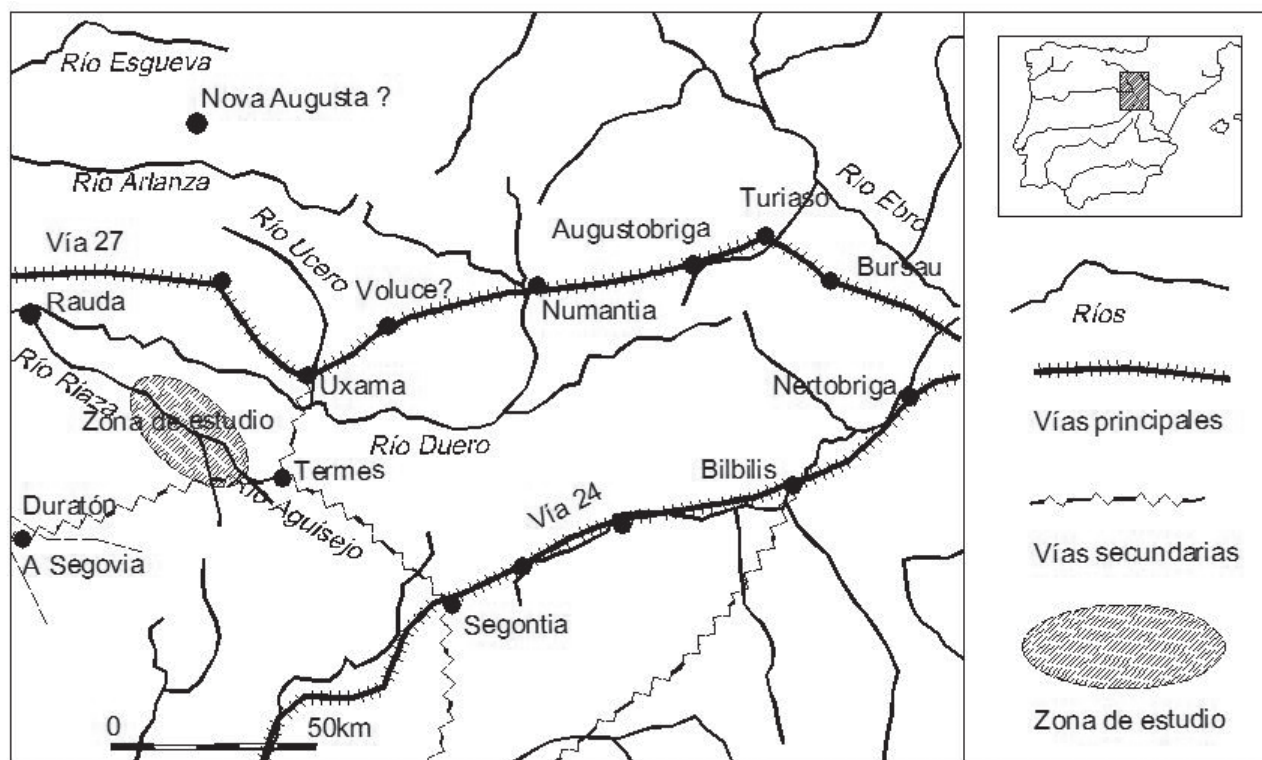 Río Esgueva
Nova Augusta ?
Río Arlanza
Río Ucero
Vía 27
Rauda
Voluce?
Augustobriga
Turiaso
Río Ebro
Bursau
Numantia
Uxama
Río Riaza
Zona de estudio
Río Duero
Nertobriga
Termes
Bilbilis
Duratón
Río Aguisejo
Vía 24
A Segovia
Segontia
0 50km
Ríos
Vías principales
Vías secundarias
Zona de estudio